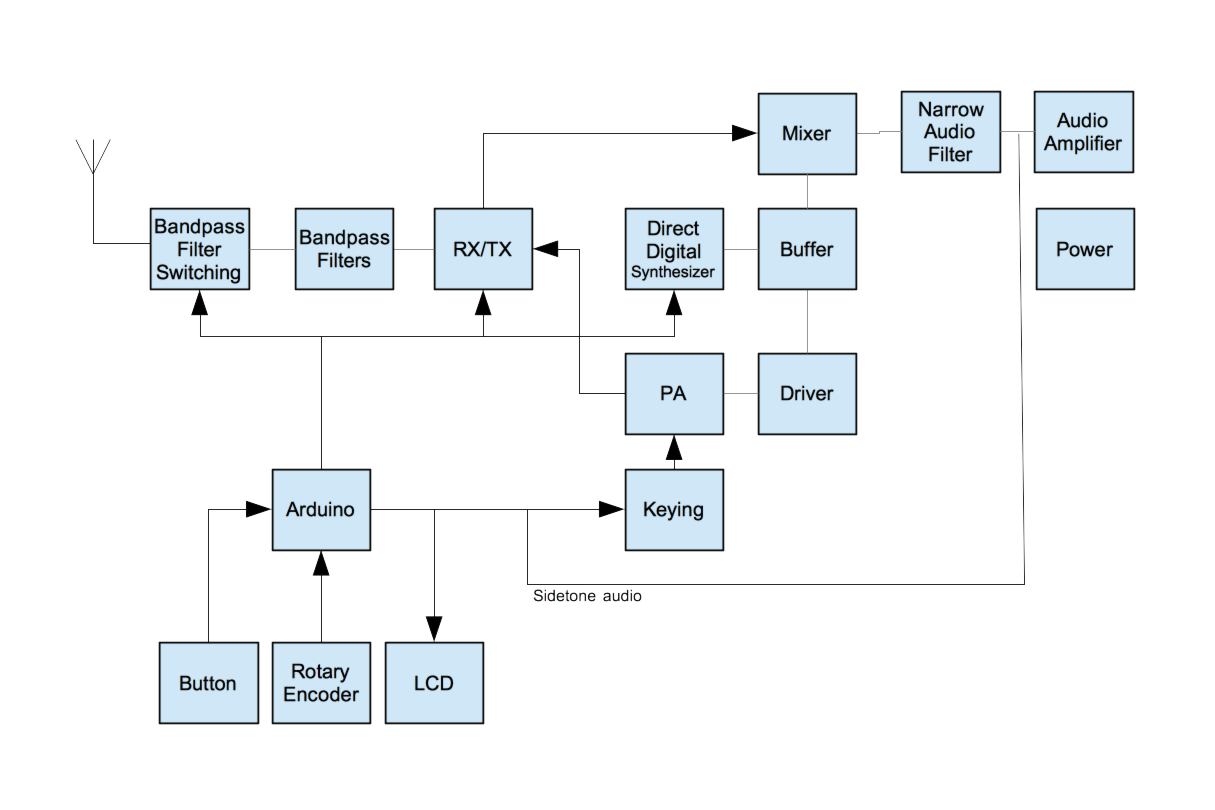 Mixer
Narrow
Audio
Filter
Audio
Amplifier
Bandpass
Filter
Switching
Bandpass
Filters
RX/TX
Direct
Digital
Synthesizer
Buffer
Power
PA
Driver
Arduino
Keying
Sidetone audio
Button
Rotary
Encoder
LCD